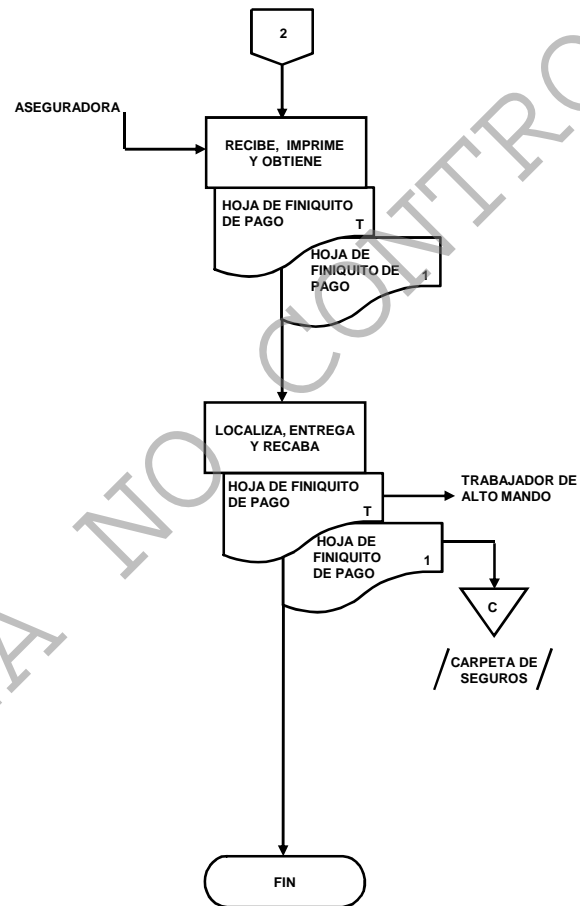 2
ASEGURADORA
RECIBE, IMPRIME
Y OBTIENE
HOJA DE FINIQUITO
DE PAGO
T
HOJA DE
FINIQUITO DE
PAGO
1
LOCALIZA, ENTREGA
Y RECABA
HOJA DE FINIQUITO
DE PAGO
T
TRABAJADOR DE
ALTO MANDO
HOJA DE
FINIQUITO
DE PAGO
1
C
CARPETA DE
SEGUROS
FIN
A NO CONTRO